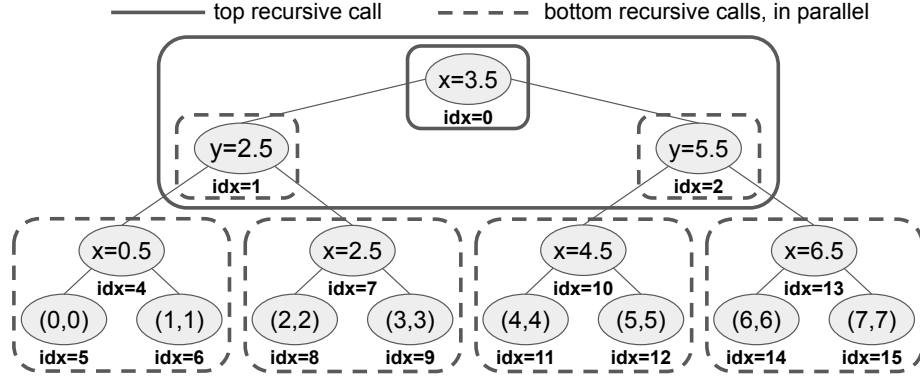 top recursive call
bottom recursive calls, in parallel
x=3.5
idx=0
y=2.5
idx=1
y=5.5
idx=2
x=0.5
idx=4
x=2.5
idx=7
x=4.5
idx=10
x=6.5
idx=13
(0,0)
(1,1)
(2,2)
(3,3)
(4,4)
(5,5)
(6,6)
(7,7)
idx=5
idx=6
idx=8
idx=9
idx=11
idx=12
idx=14
idx=15